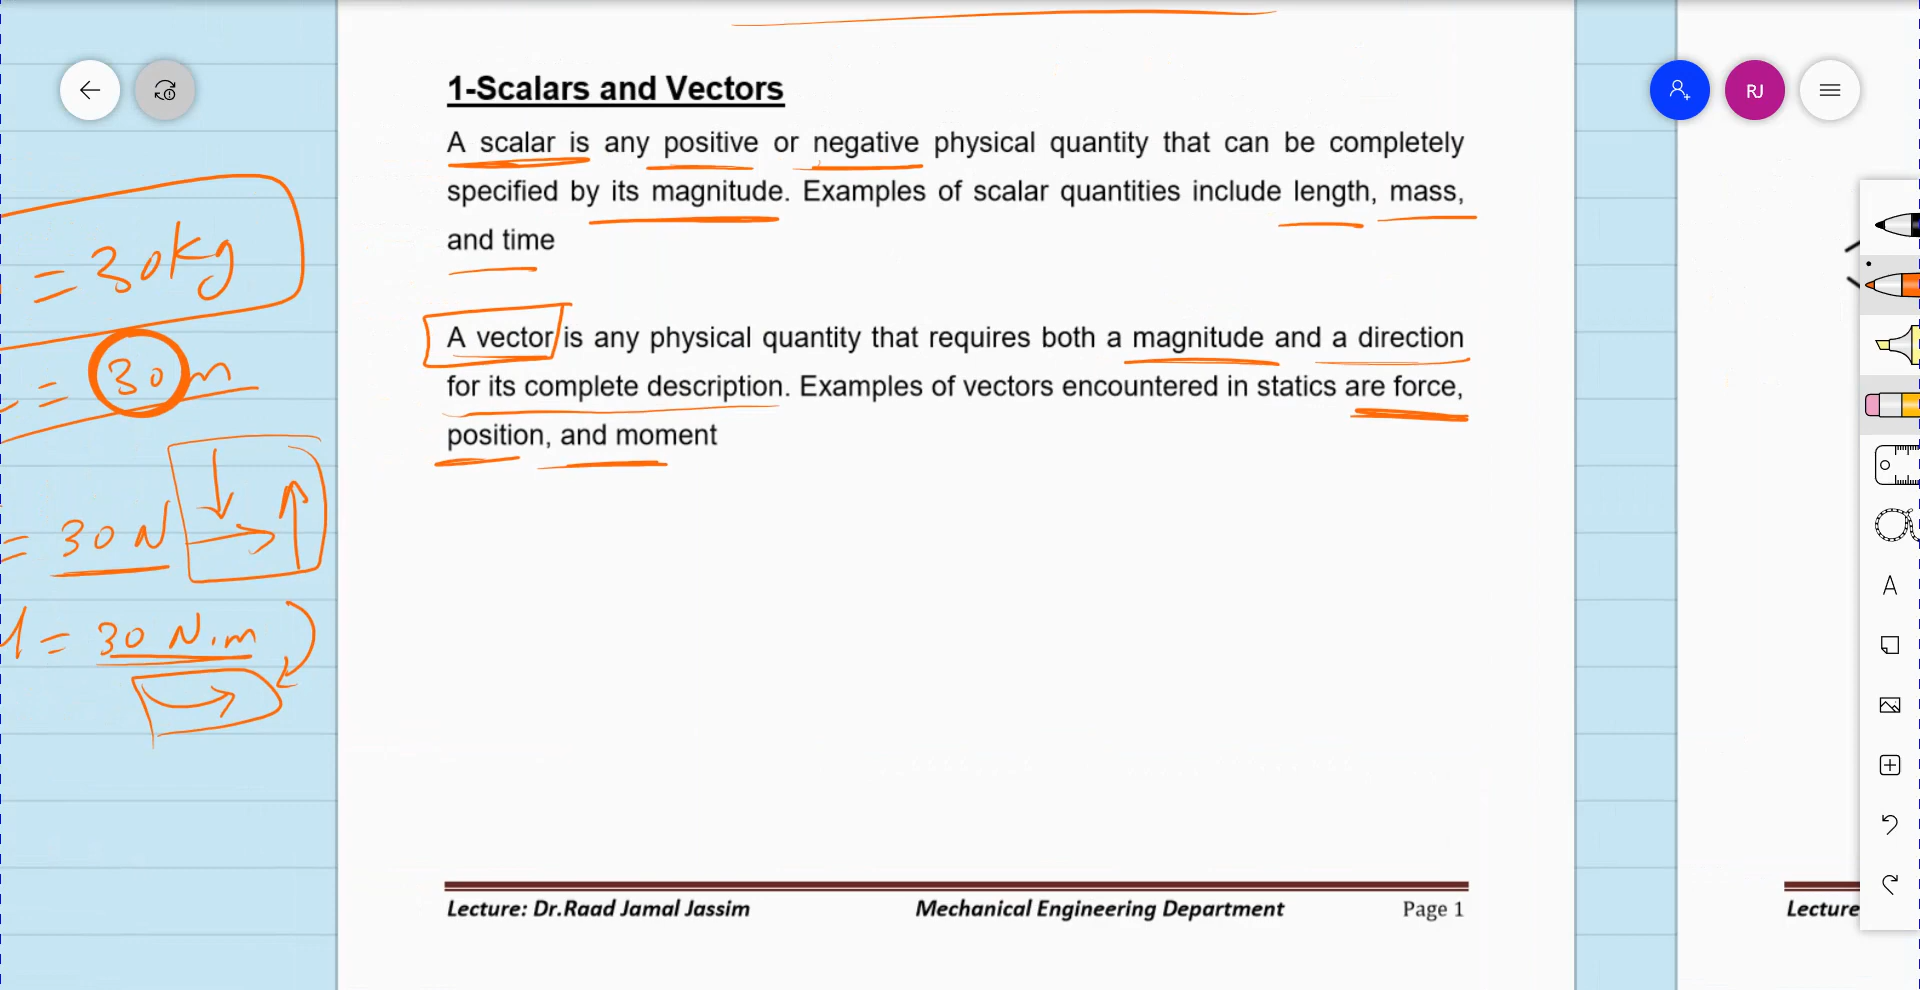 1-Scalars and Vectors
A scalar is any positive or negative physical quantity that can be completely
specified by its magnitude. Examples of scalar quantities include length, mass,
and time
A vector is any physical quantity that requires both a magnitude and a direction
for its complete description. Examples of vectors encountered in statics are force,
position, and moment
= 30 kg
= 30 m
= 30 N
= 30 N.m
Lecture: Dr.Raad Jamal Jassim Mechanical Engineering Department Page 1
Lecture
RJ
A